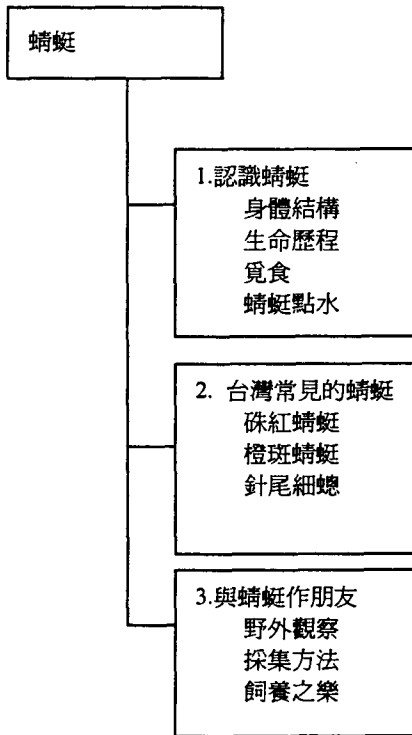 蜻蜓
1.認識蜻蜓
身體結構
生命歷程
覓食
蜻蜓點水
2. 台灣常見的蜻蜓
硃紅蜻蜓
橙斑蜻蜓
針尾細蟌
3.與蜻蜓作朋友
野外觀察
採集方法
飼養之樂